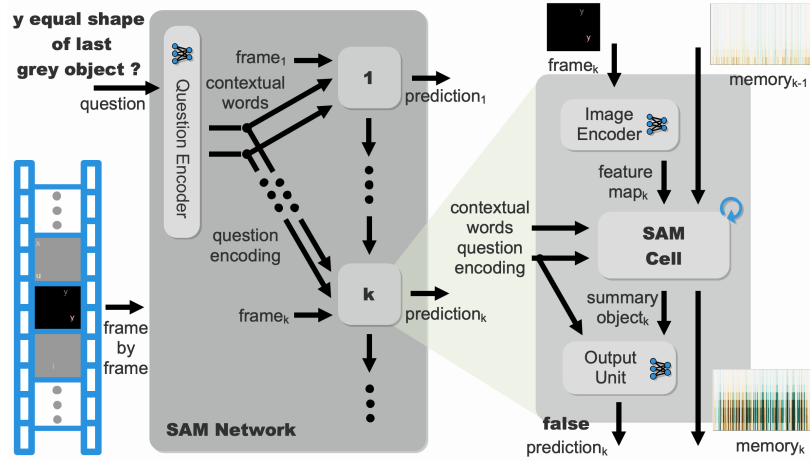 y equal shape
of last
grey object ?
question
Question Encoder
frame1
contextual
words
1
prediction1
question
encoding
k
framek
predictionk
frame
by
frame
SAM Network
y
y
framek
memoryk-1
Image
Encoder
feature
mapk
contextual
words
question
encoding
SAM
Cell
summary
objectk
Output
Unit
false
predictionk
memoryk
u
y
y